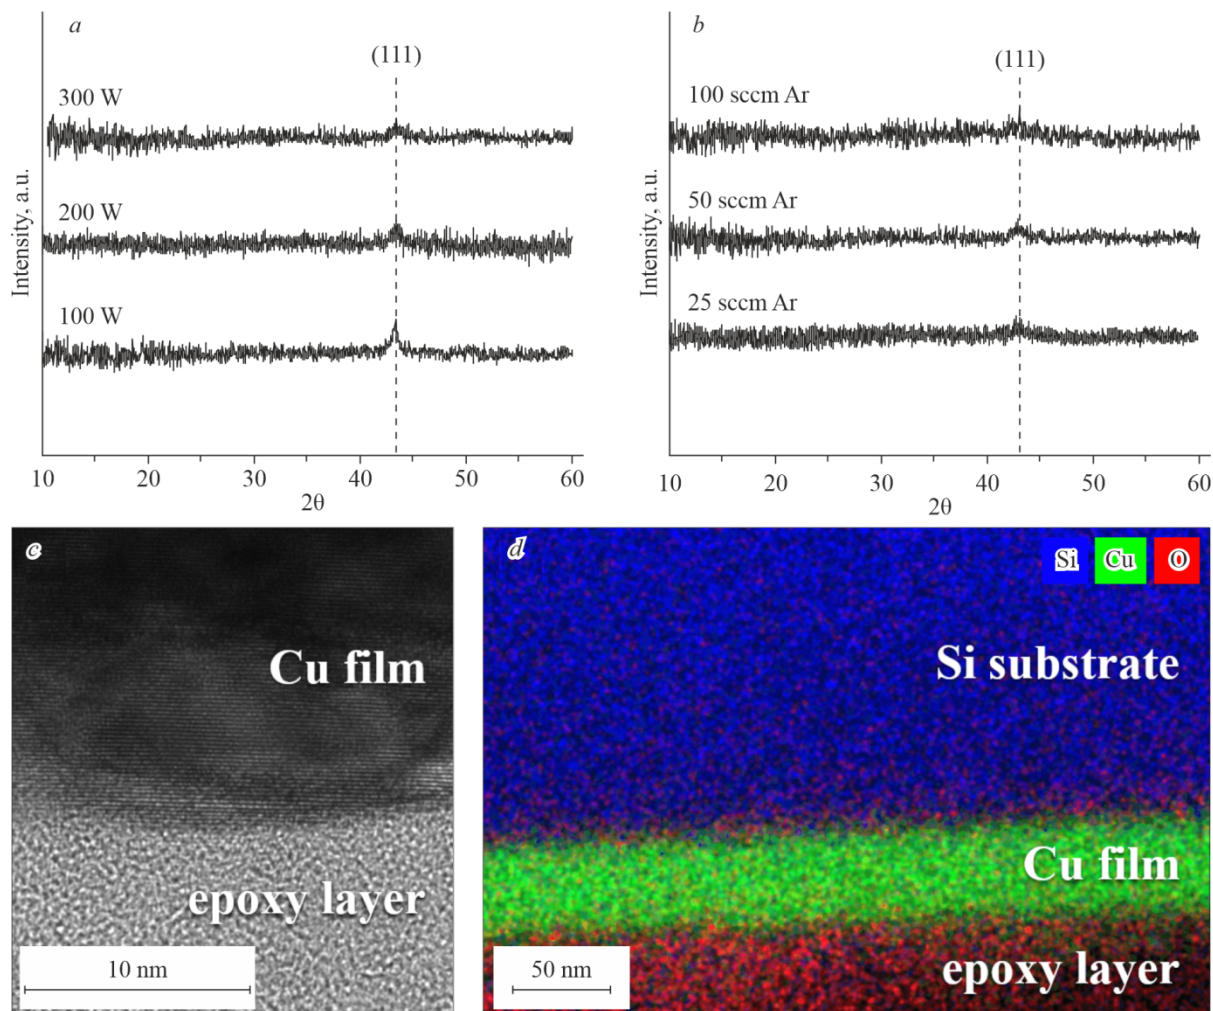 a
(111)
300 W
200 W
100 W
Intensity, a.u.
10 20 30 40 50 60
2θ
b
(111)
100 sccm Ar
50 sccm Ar
25 sccm Ar
Intensity, a.u.
10 20 30 40 50 60
2θ
c
Cu film
epoxy layer
10 nm
d
Si Cu O
Si substrate
Cu film
epoxy layer
50 nm